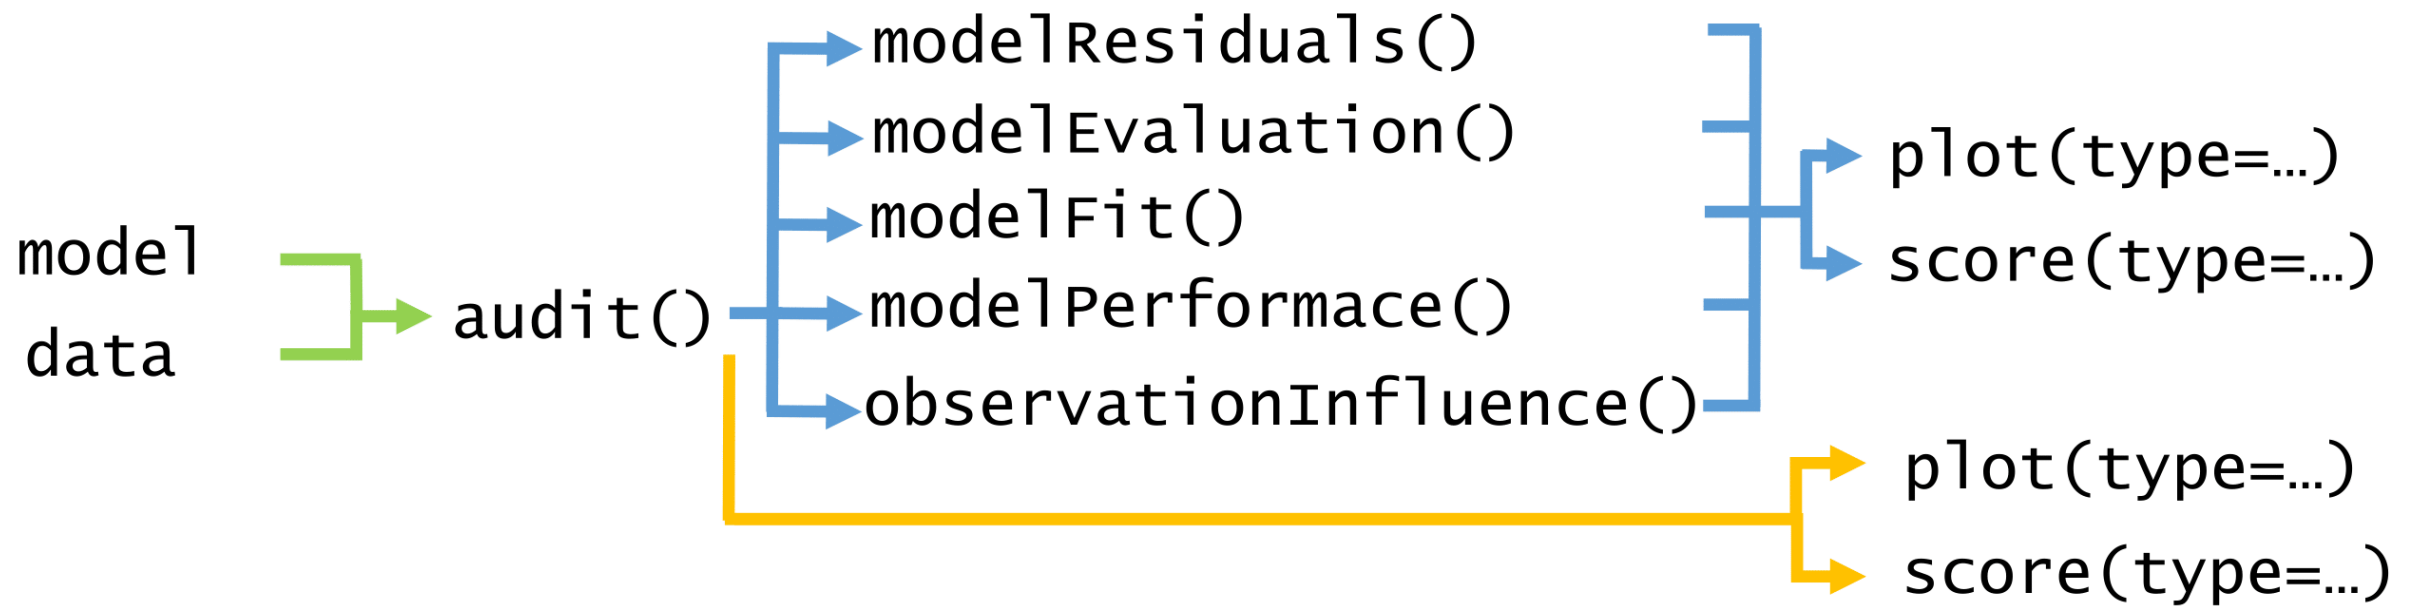 model
data
audit()
modelResiduals()
modelEvaluation()
modelFit()
modelPerformace()
observationInfluence()
plot(type=…)
score(type=…)
plot(type=…)
score(type=…)